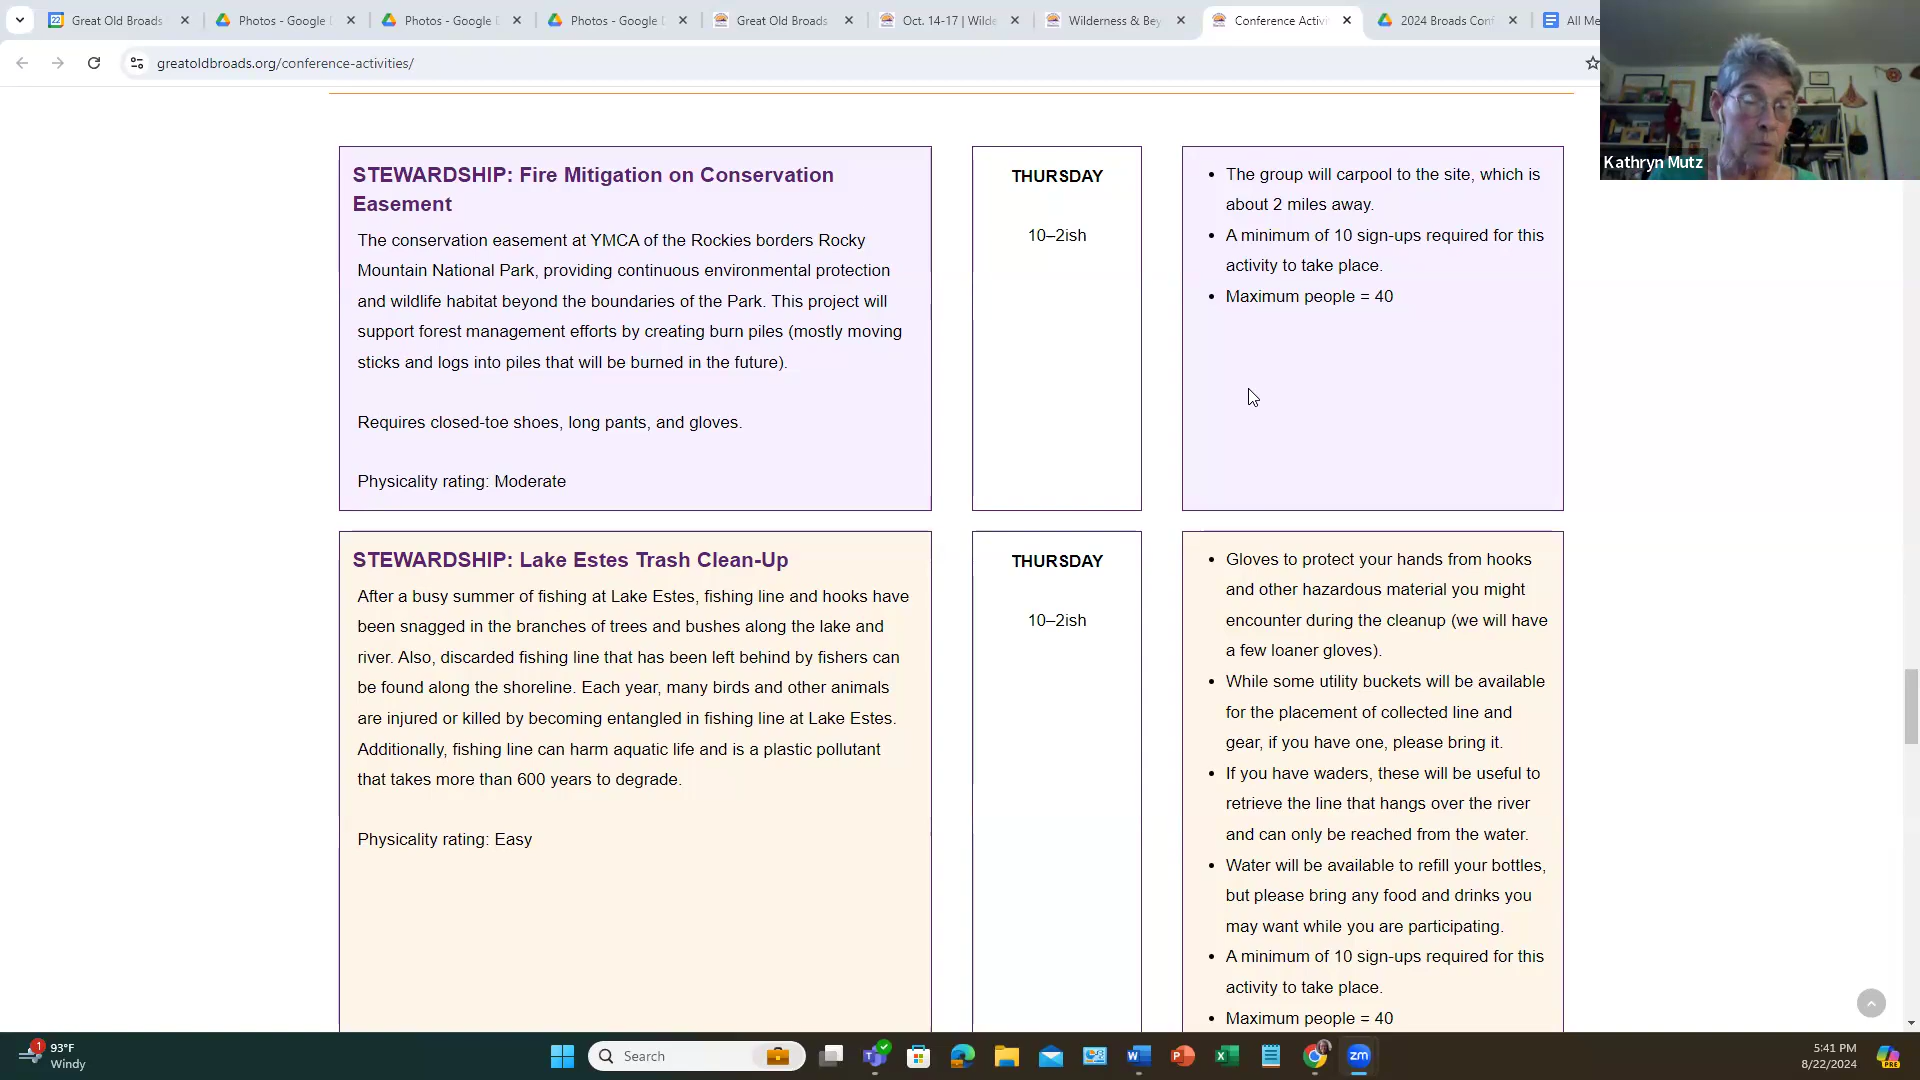 Great Old Broads
Photos - Google D
Photos - Google D
Photos - Google D
Great Old Broads
Oct. 14-17 | Wilde
Wilderness & Bey
Conference Activi
2024 Broads Conf
All Me
greatoldbroads.org/conference-activities/
Kathryn Mutz
STEWARDSHIP: Fire Mitigation on Conservation
Easement
The conservation easement at YMCA of the Rockies borders Rocky
Mountain National Park, providing continuous environmental protection
and wildlife habitat beyond the boundaries of the Park. This project will
support forest management efforts by creating burn piles (mostly moving
sticks and logs into piles that will be burned in the future).
Requires closed-toe shoes, long pants, and gloves.
Physicality rating: Moderate
THURSDAY
10–2ish
• The group will carpool to the site, which is
about 2 miles away.
• A minimum of 10 sign-ups required for this
activity to take place.
• Maximum people = 40
STEWARDSHIP: Lake Estes Trash Clean-Up
After a busy summer of fishing at Lake Estes, fishing line and hooks have
been snagged in the branches of trees and bushes along the lake and
river. Also, discarded fishing line that has been left behind by fishers can
be found along the shoreline. Each year, many birds and other animals
are injured or killed by becoming entangled in fishing line at Lake Estes.
Additionally, fishing line can harm aquatic life and is a plastic pollutant
that takes more than 600 years to degrade.
Physicality rating: Easy
THURSDAY
10–2ish
• Gloves to protect your hands from hooks
and other hazardous material you might
encounter during the cleanup (we will have
a few loaner gloves).
• While some utility buckets will be available
for the placement of collected line and
gear, if you have one, please bring it.
• If you have waders, these will be useful to
retrieve the line that hangs over the river
and can only be reached from the water.
• Water will be available to refill your bottles,
but please bring any food and drinks you
may want while you are participating.
• A minimum of 10 sign-ups required for this
activity to take place.
• Maximum people = 40
1
93°F
Windy
Search
zm
5:41 PM
8/22/2024
PRE